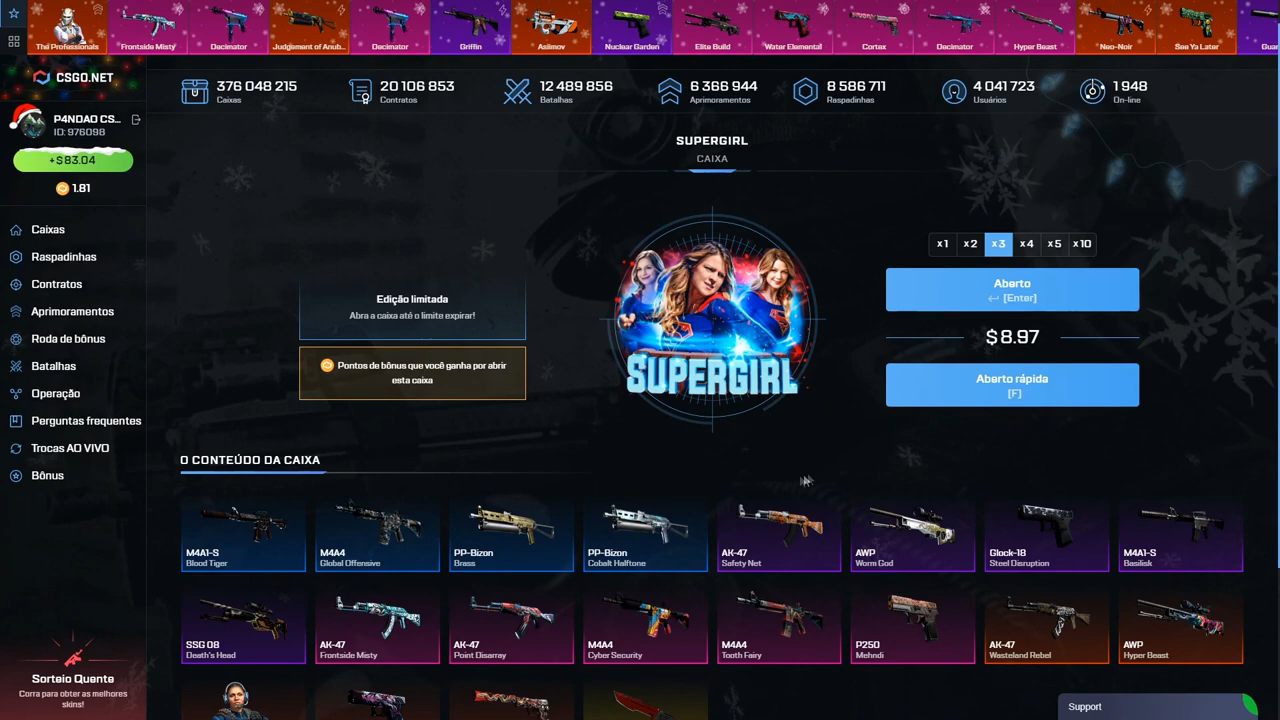 The Professionals
Frontside Misty
Decimator
Judgement of Anub...
Decimator
Griffin
Asiimov
Nuclear Garden
Elite Build
Water Elemental
Cortex
Decimator
Hyper Beast
Neo-Noir
See Ya Later
CSGO.NET
376 048 215
Caixas
20 106 853
Contratos
12 489 856
Batalhas
6 366 944
Aprimoramentos
8 586 711
Raspadinhas
4 041 723
Usuários
1 948
On-line
P4NDAO CS...
ID: 976098
+$83.04
1.81
Caixas
Raspadinhas
Contratos
Aprimoramentos
Roda de bônus
Batalhas
Operação
Perguntas frequentes
Trocas AO VIVO
Bônus
Sorteio Quente
Corra para obter as melhores
skins!
SUPERGIRL
CAIXA
Edição limitada
Abra a caixa até o limite expirar!
Pontos de bônus que você ganha por abrir
esta caixa
SUPERGIRL
x1 x2 x3 x4 x5 x10
Aberto
[Enter]
$8.97
Aberto rápida
[F]
O CONTEÚDO DA CAIXA
M4A1-S
Blood Tiger
M4A4
Global Offensive
PP-Bizon
Brass
PP-Bizon
Cobalt Halftone
AK-47
Safety Net
AWP
Worm God
Glock-18
Steel Disruption
M4A1-S
Basilisk
SSG 08
Death's Head
AK-47
Frontside Misty
AK-47
Point Disarray
M4A4
Cyber Security
M4A4
Tooth Fairy
P250
Mehndi
AK-47
Wasteland Rebel
AWP
Hyper Beast
Support